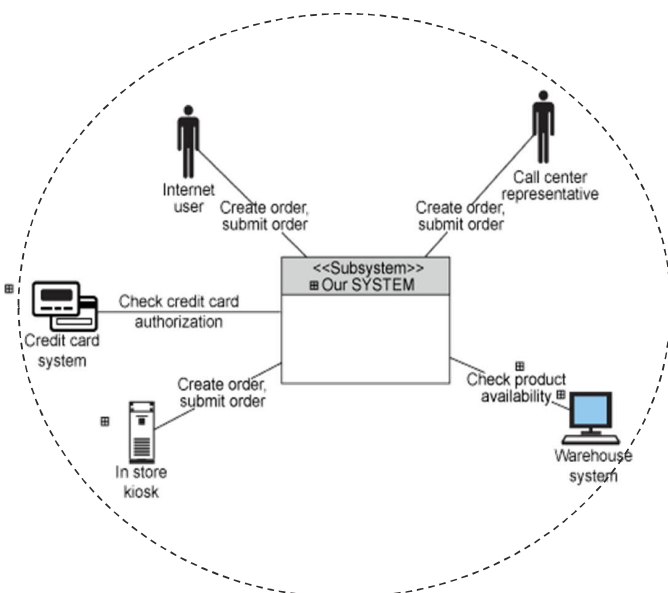 Internet
user
Call center
representative
Create order,
submit order
Create order,
submit order
<<Subsystem>>
Our SYSTEM
Check credit card
authorization
Credit card
system
Create order,
submit order
Check product
availability
In store
kiosk
Warehouse
system